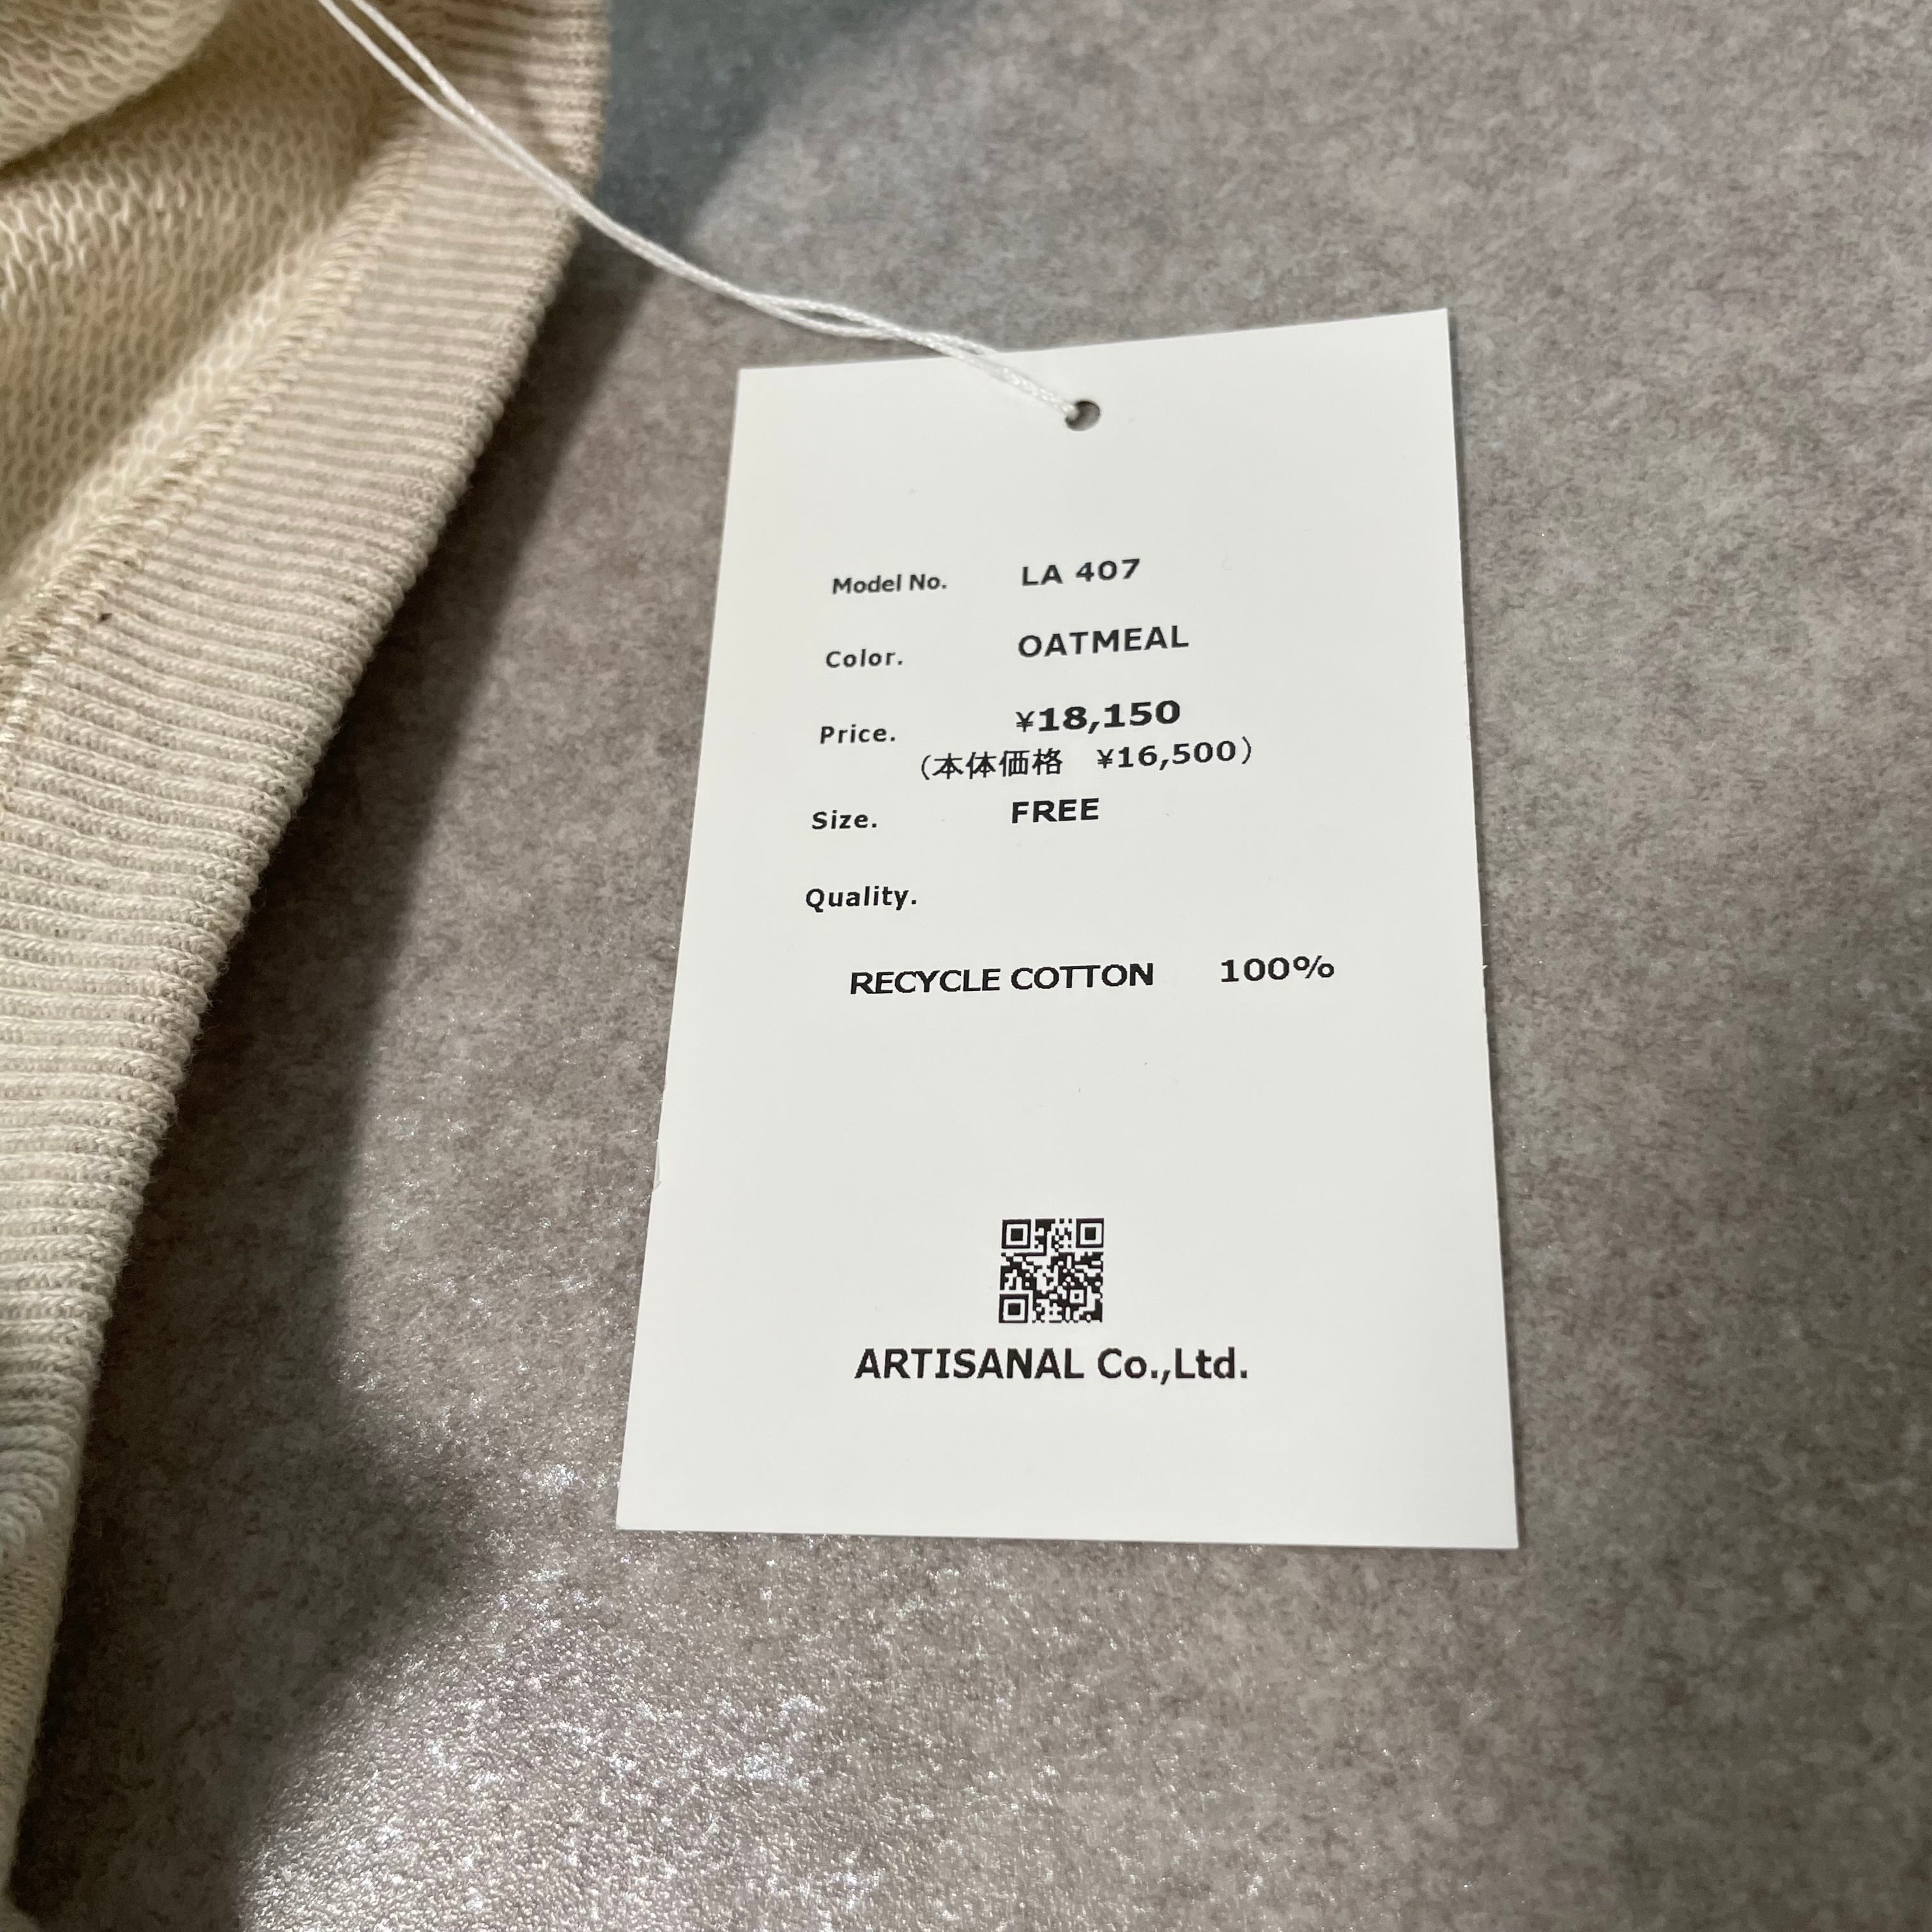 Model No. LA 407
Color. OATMEAL
Price. ¥18,150
（本体価格　¥16,500）
Size. FREE
Quality.
RECYCLE COTTON 100%
ARTISANAL Co.,Ltd.